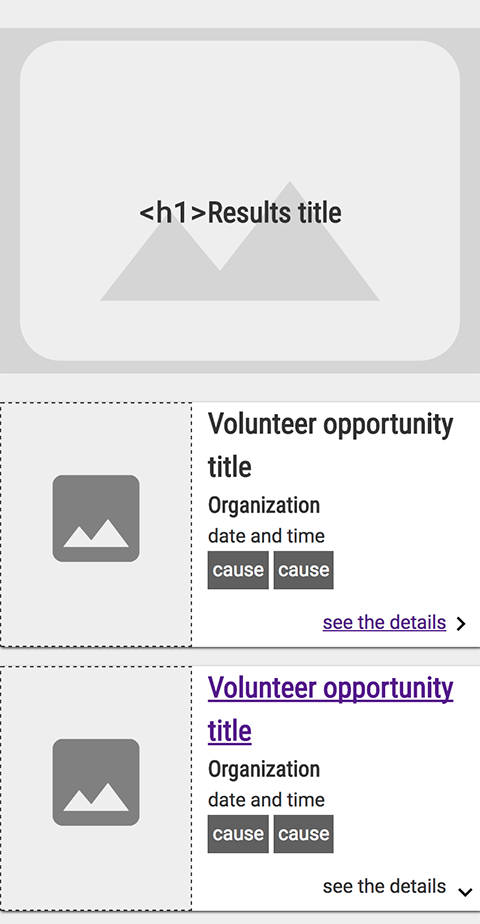 <h1>Results title
Volunteer opportunity
title
Organization
date and time
cause cause
see the details
Volunteer opportunity
title
Organization
date and time
cause cause
see the details